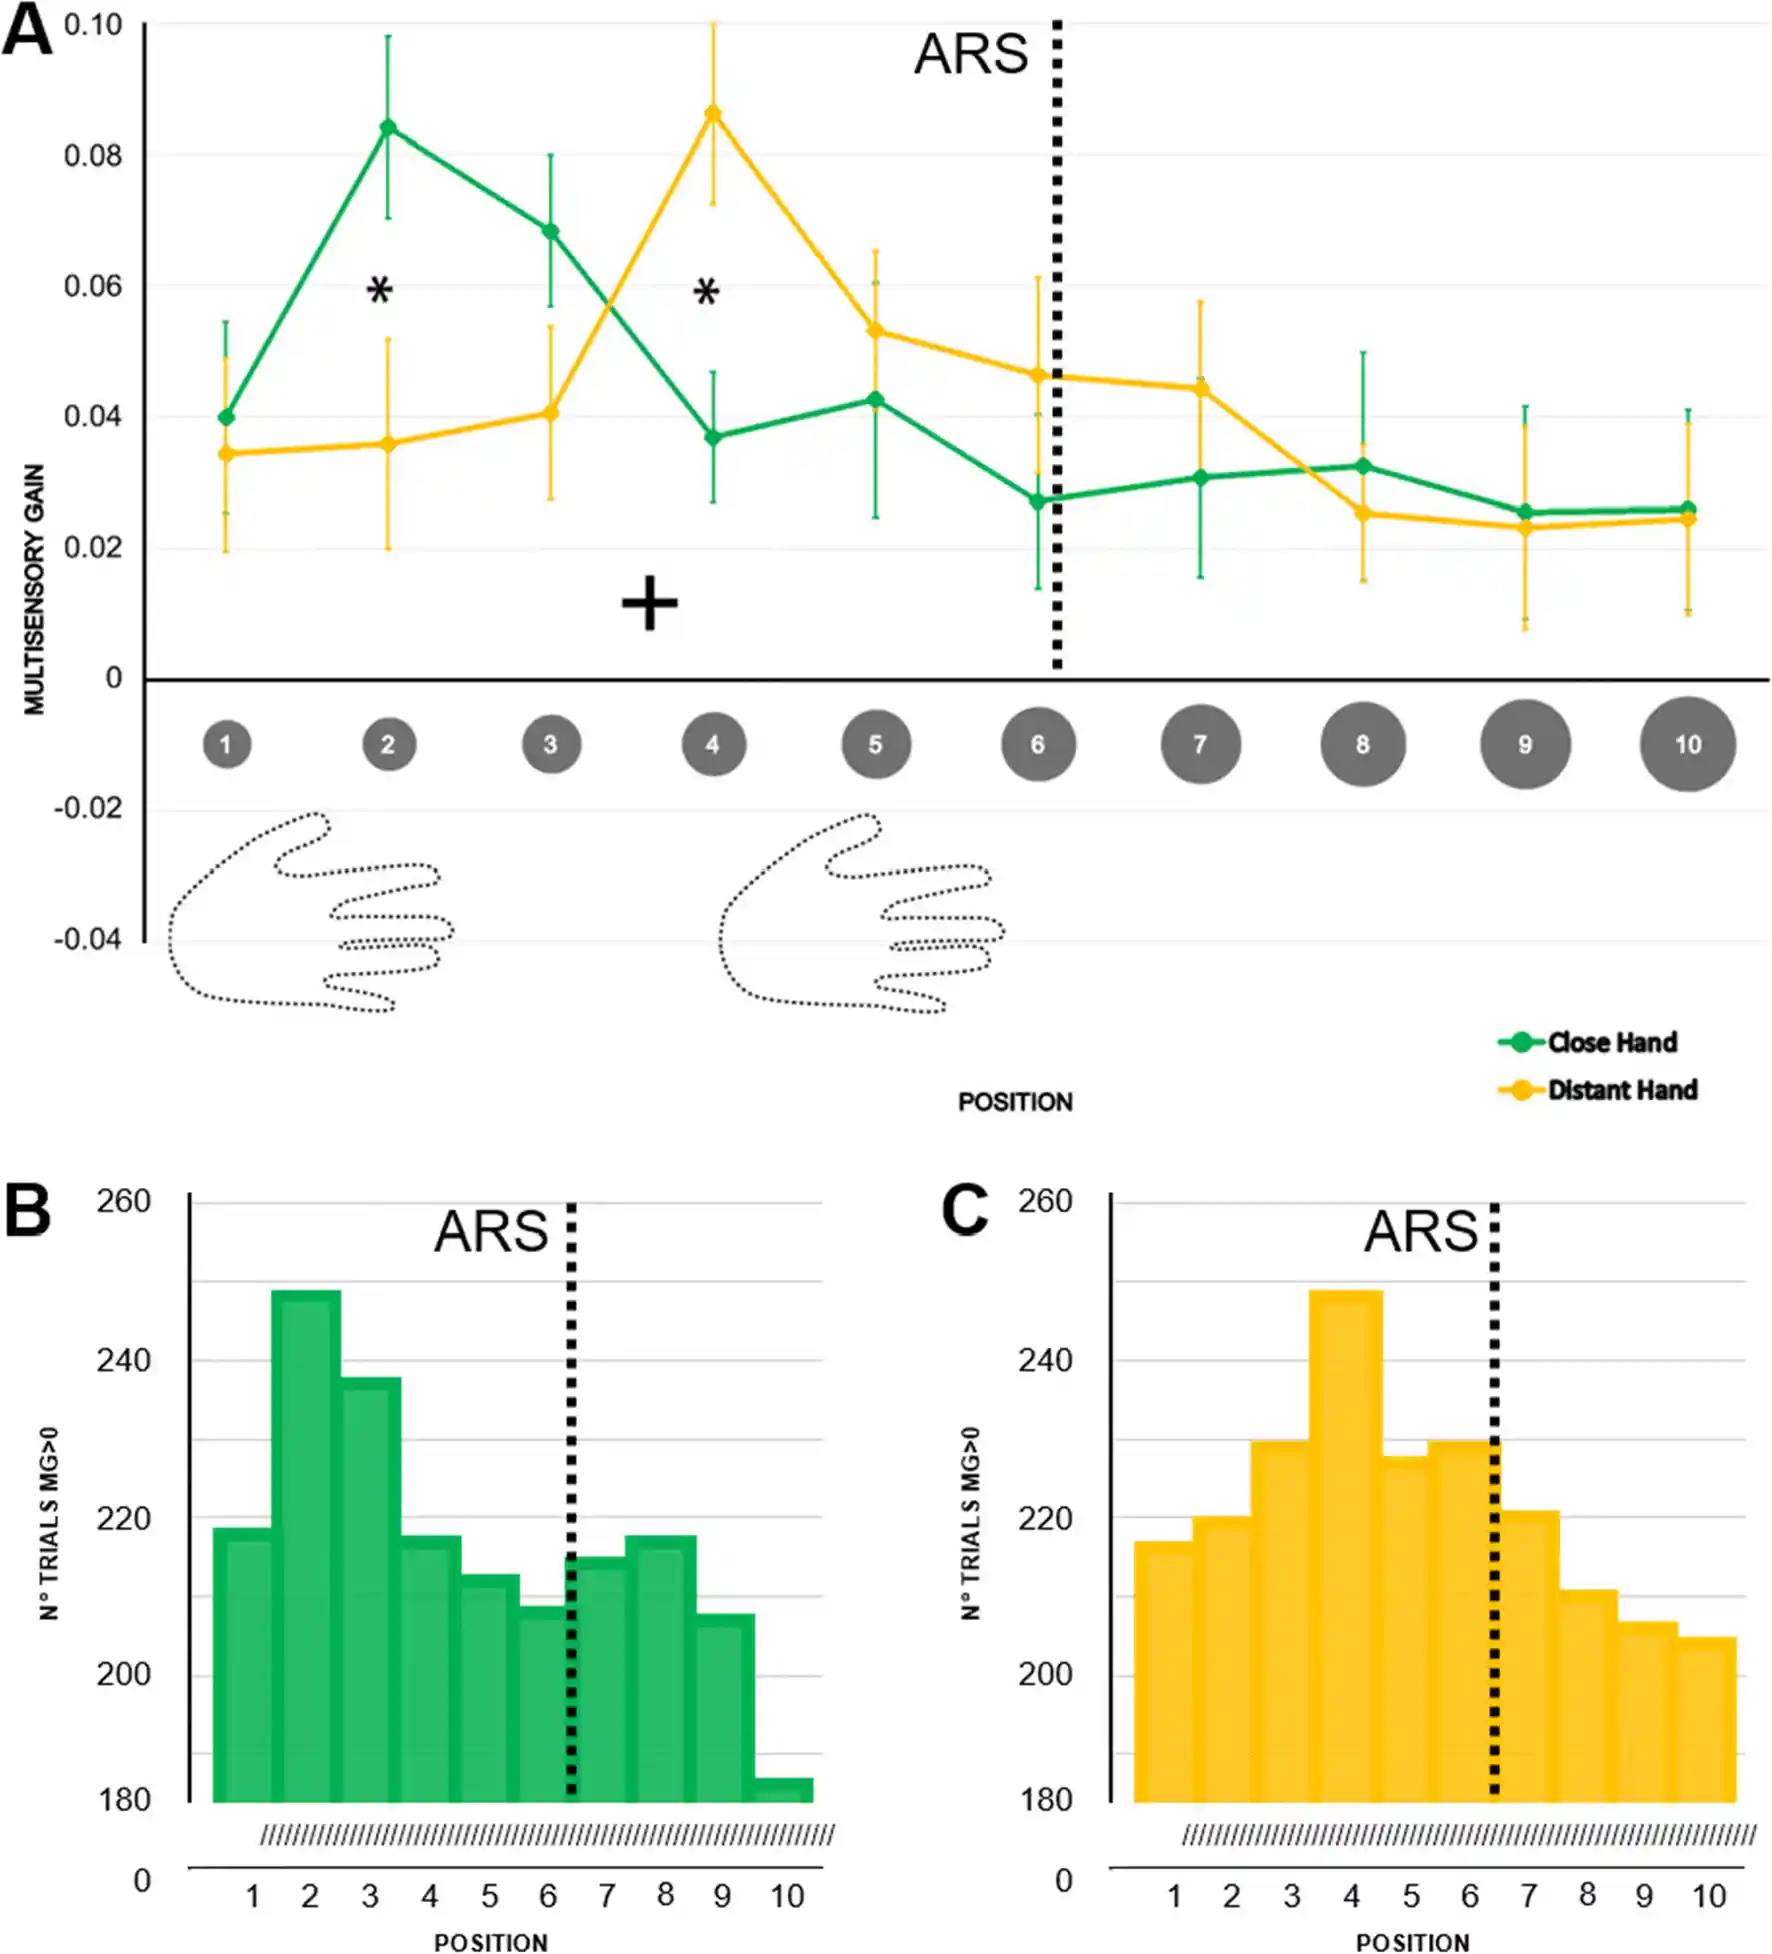 A
0.10
0.08
0.06
0.04
0.02
0
-0.02
-0.04
MULTISENSORY GAIN
ARS
*
*
+
1 2 3 4 5 6 7 8 9 10
Close Hand
Distant Hand
POSITION
B
260
240
220
200
180
0
N° TRIALS MG>0
ARS
1 2 3 4 5 6 7 8 9 10
POSITION
C
260
240
220
200
180
0
N° TRIALS MG>0
ARS
1 2 3 4 5 6 7 8 9 10
POSITION